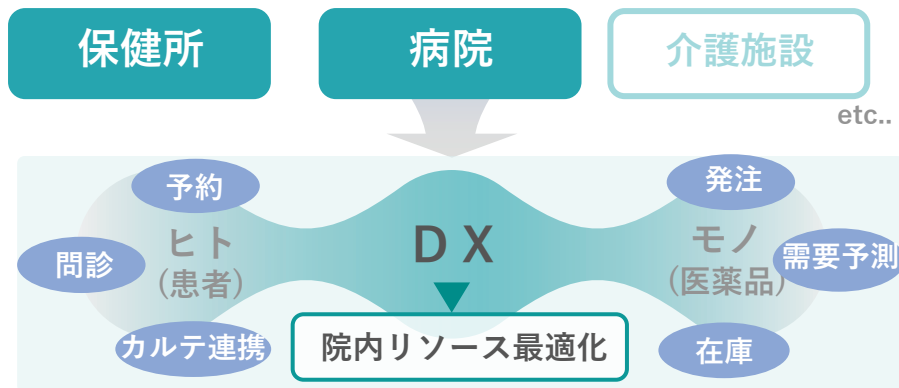 保健所
病院
介護施設
etc..
予約
発注
問診
ヒト
(患者)
DX
モノ
(医薬品)
需要予測
カルテ連携
院内リソース最適化
在庫